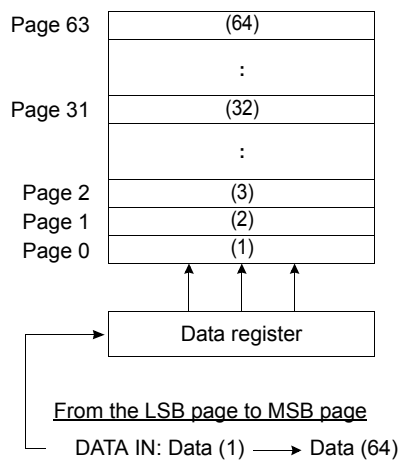 Page 63 (64)
:
Page 31 (32)
:
Page 2 (3)
Page 1 (2)
Page 0 (1)
Data register
From the LSB page to MSB page
DATA IN: Data (1) Data (64)